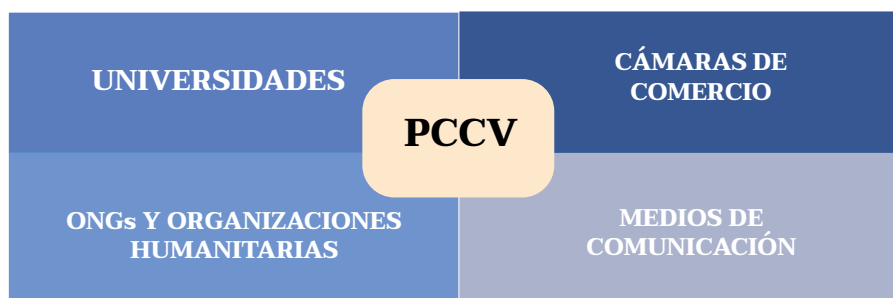 UNIVERSIDADES
CÁMARAS DE
COMERCIO
PCCV
ONGs Y ORGANIZACIONES
HUMANITARIAS
MEDIOS DE
COMUNICACIÓN